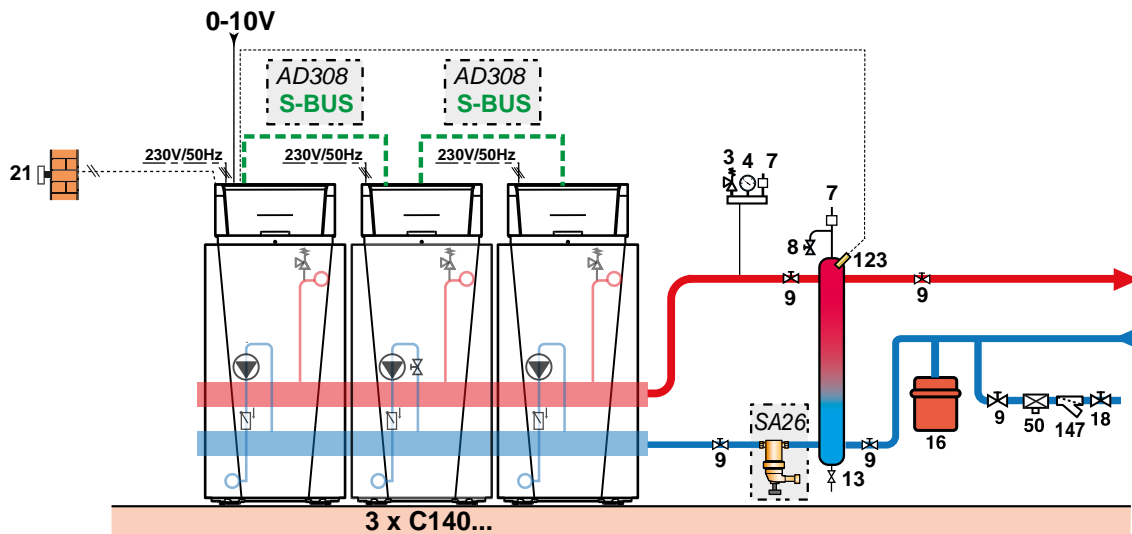 0-10V
AD308
S-BUS
AD308
S-BUS
230V/50Hz
230V/50Hz
230V/50Hz
21
3 4 7
7
8
123
9
9
SA26
9
9
13
16
9
50
147
18
3 x C140...